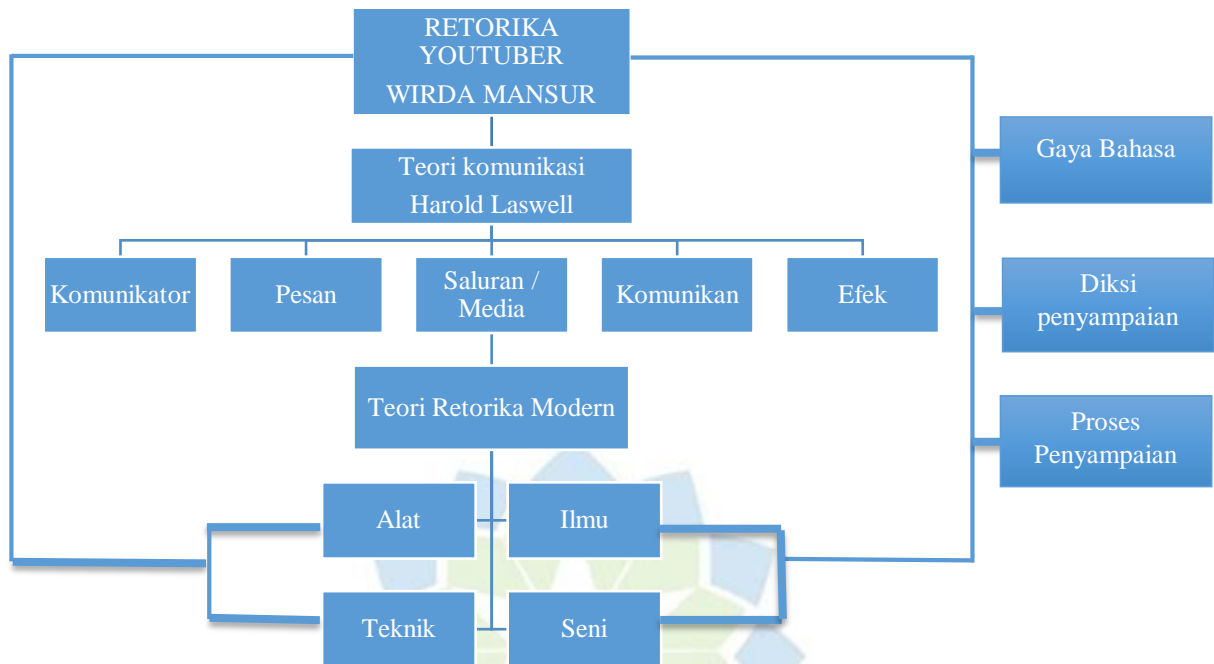 RETORIKA
YOUTUBER
WIRDA MANSUR
Teori komunikasi
Harold Laswell
Komunikator
Pesan
Saluran /
Media
Komunikan
Efek
Teori Retorika Modern
Alat
Ilmu
Teknik
Seni
Gaya Bahasa
Diksi
penyampaian
Proses
Penyampaian